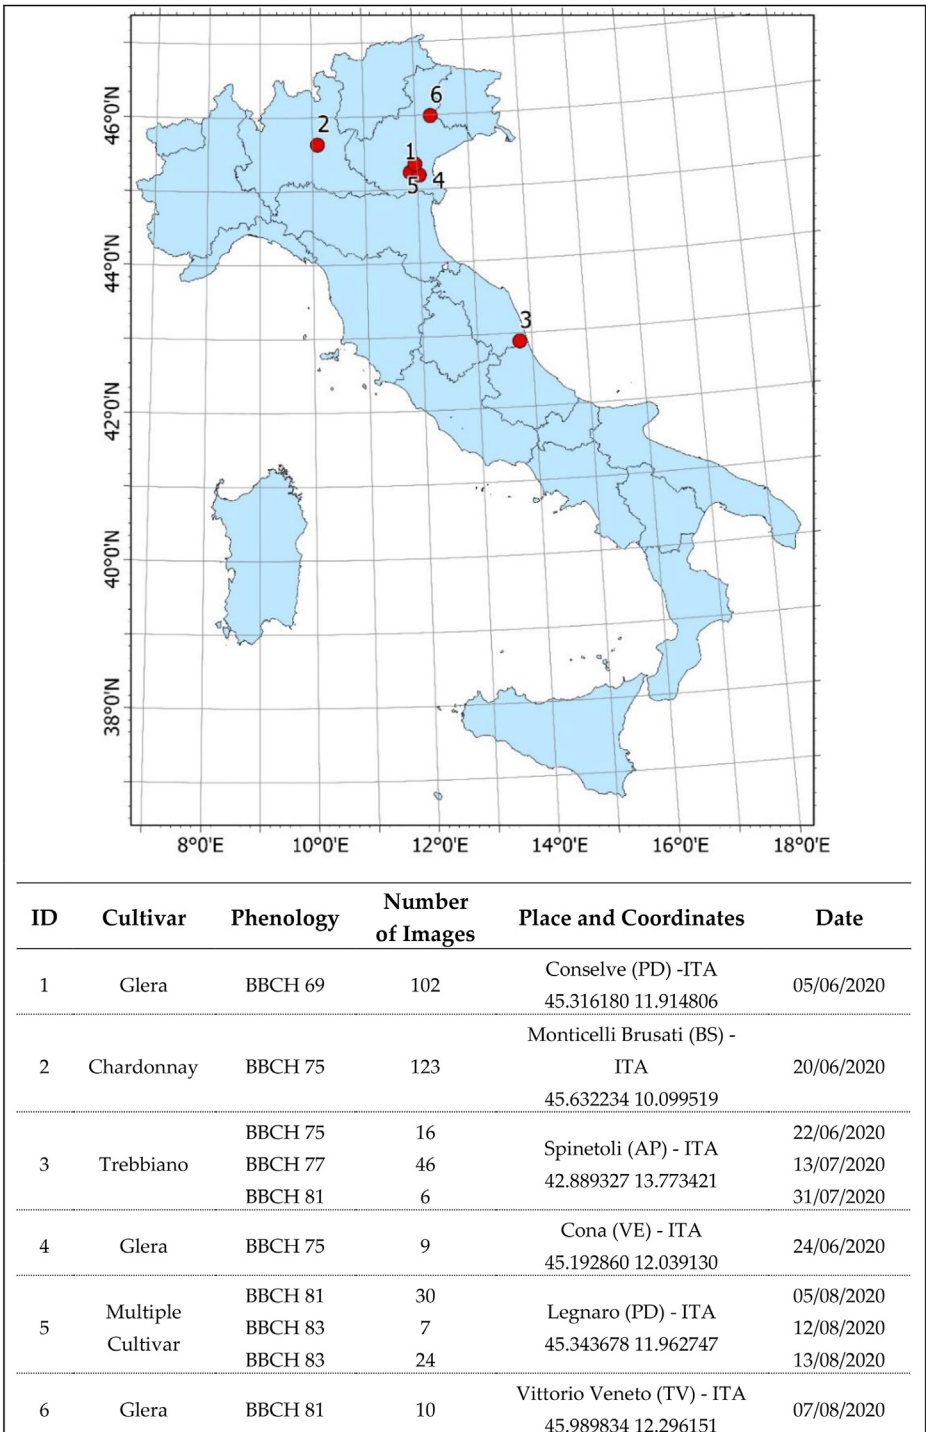 46°0'N
44°0'N
42°0'N
40°0'N
38°0'N
6
2
1
4
5
3
8°0'E 10°0'E 12°0'E 14°0'E 16°0'E 18°0'E
ID Cultivar Phenology Number of Images Place and Coordinates Date
1 Glera BBCH 69 102 Conselve (PD) -ITA
45.316180 11.914806 05/06/2020
2 Chardonnay BBCH 75 123 Monticelli Brusati (BS) -
ITA
45.632234 10.099519 20/06/2020
3 Trebbiano Spinetoli (AP) - ITA
42.889327 13.773421
BBCH 75 16 22/06/2020
BBCH 77 46 13/07/2020
BBCH 81 6 31/07/2020
4 Glera BBCH 75 9 Cona (VE) - ITA
45.192860 12.039130 24/06/2020
5 Multiple
Cultivar Legnaro (PD) - ITA
45.343678 11.962747
BBCH 81 30 05/08/2020
BBCH 83 7 12/08/2020
BBCH 83 24 13/08/2020
6 Glera BBCH 81 10 Vittorio Veneto (TV) - ITA
45.989834 12.296151 07/08/2020